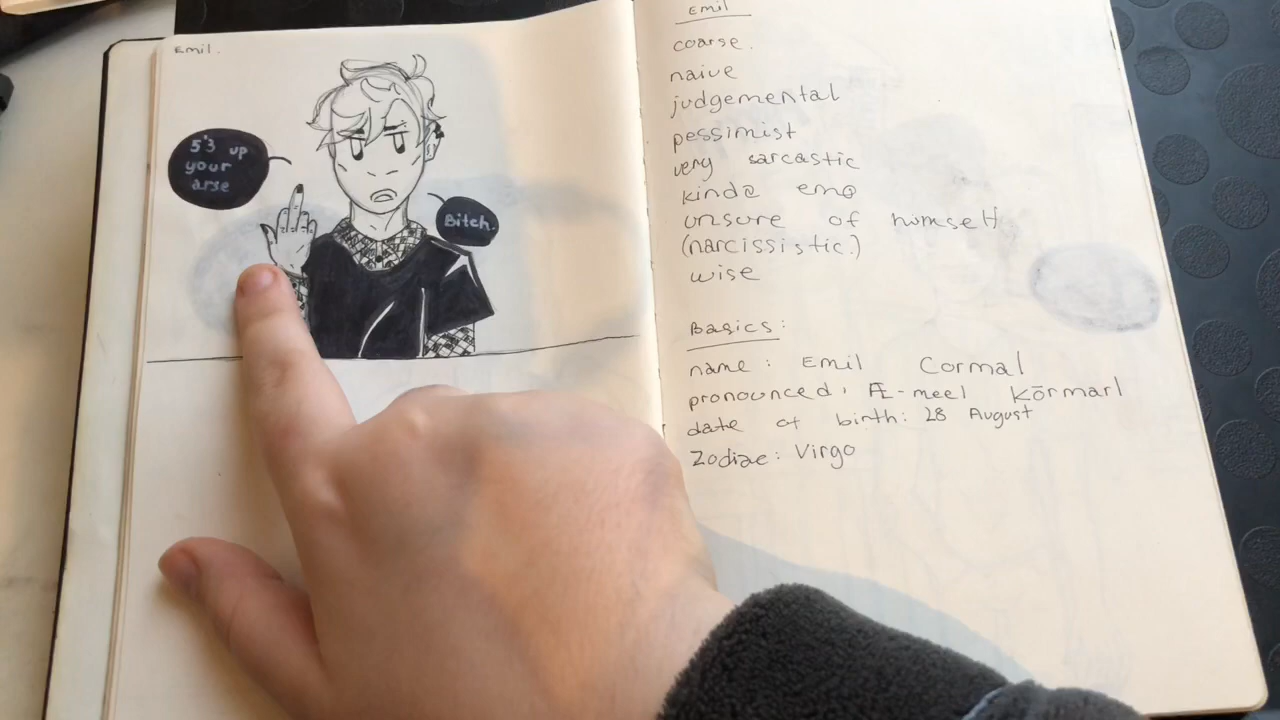 Emil.
5'3 up
your
arse
Bitch.
Emil
coarse.
naive
judgemental
pessimist
very sarcastic
kinda emo
unsure of himself
(narcissistic.)
wise
Basics:
name: Emil Cormal
pronounced: Æ-meel Kōrmarl
date of birth: 28 August
Zodiac: Virgo